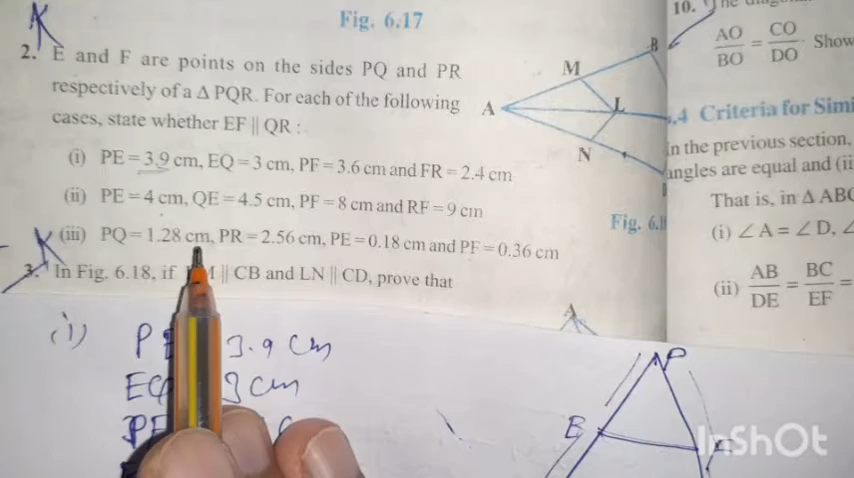 Fig. 6.17
2. E and F are points on the sides PQ and PR
respectively of a Δ PQR. For each of the following
cases, state whether EF || QR :
(i) PE = 3.9 cm, EQ = 3 cm, PF = 3.6 cm and FR = 2.4 cm
(ii) PE = 4 cm, QE = 4.5 cm, PF = 8 cm and RF = 9 cm
(iii) PQ = 1.28 cm, PR = 2.56 cm, PE = 0.18 cm and PF = 0.36 cm
3. In Fig. 6.18, if || CB and LN || CD, prove that
A
M
B
L
N
Fig. 6.1
10.
AO/BO = CO/DO. Show
.4 Criteria for Simi
In the previous section,
angles are equal and (ii
That is, in Δ ABC
(i) ∠ A = ∠ D, ∠
(ii) AB/DE = BC/EF =
A
(i) P 3.9 cm
EQ 3 cm
PF
P
E
InShOt